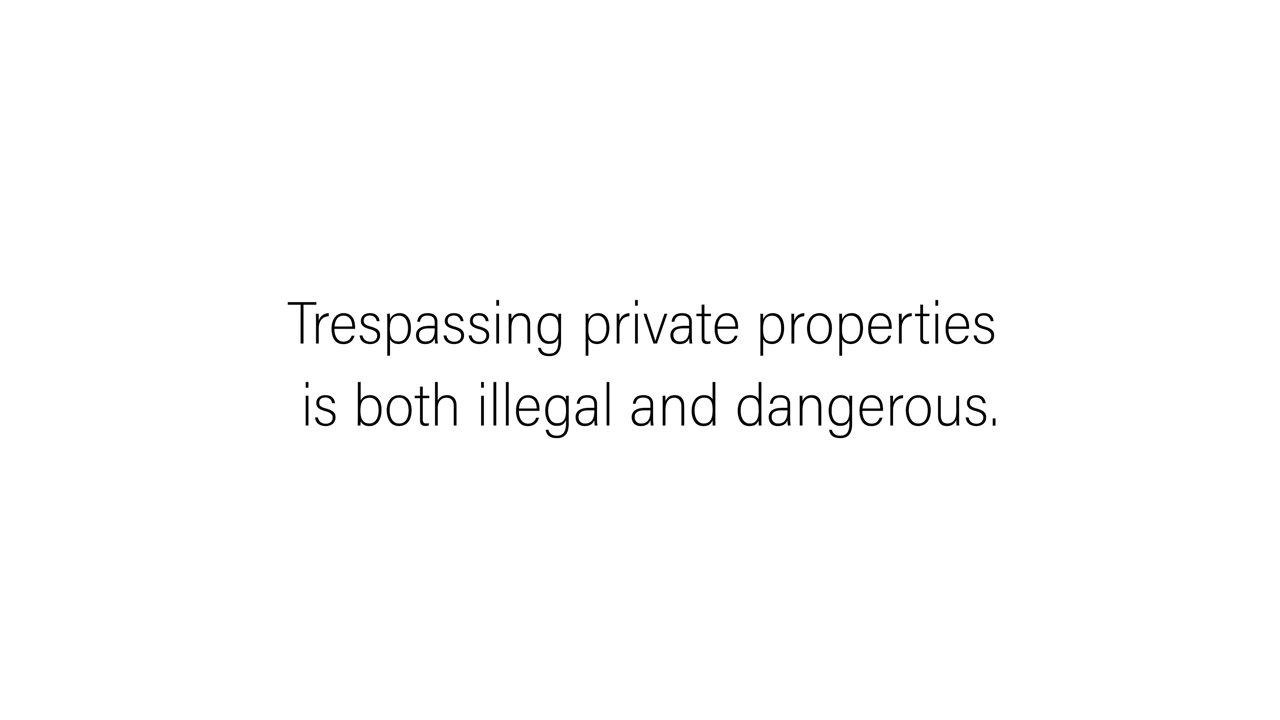 Trespassing private properties
is both illegal and dangerous.